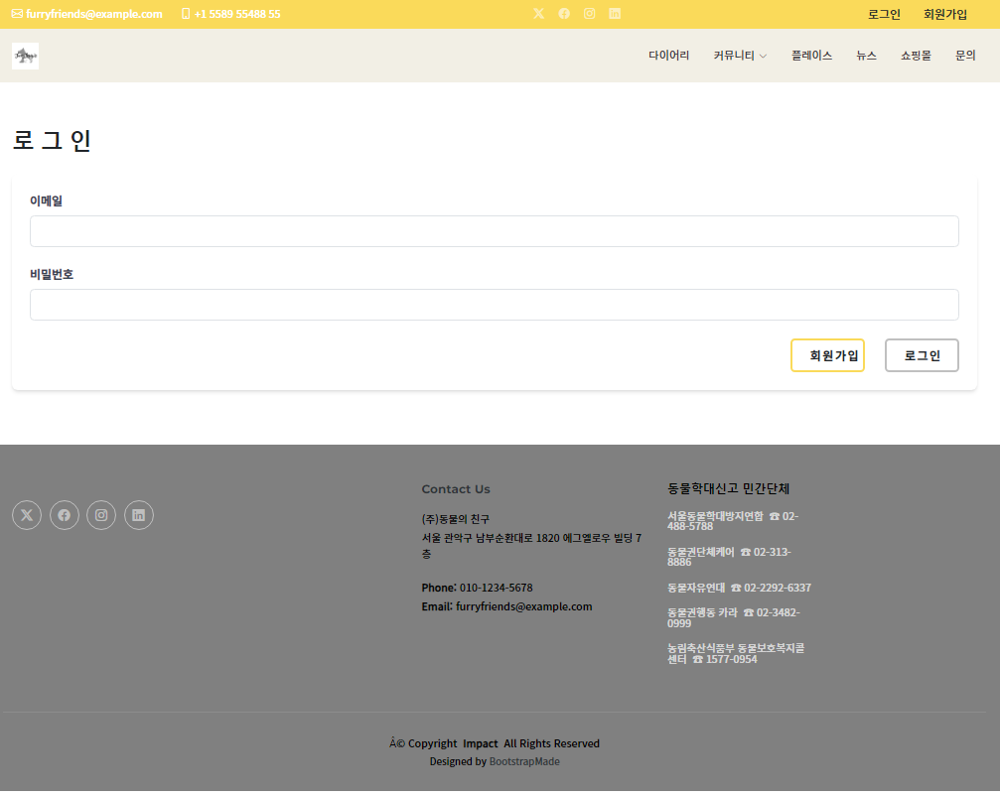 furryfriends@example.com +1 5589 55488 55 로그인 회원가입
다이어리 커뮤니티 플레이스 뉴스 쇼핑몰 문의
로 그 인
이메일
비밀번호
회원가입 로그인
Contact Us
(주)동물의 친구
서울 관악구 남부순환대로 1820 에그엘로우 빌딩 7
층
Phone: 010-1234-5678
Email: furryfriends@example.com
동물학대신고 민간단체
서울동물학대방지연합 ☎ 02-
488-5788
동물권단체케어 ☎ 02-313-
8886
동물자유연대 ☎ 02-2292-6337
동물권행동 카라 ☎ 02-3482-
0999
농림축산식품부 동물보호복지콜
센터 ☎ 1577-0954
Â© Copyright Impact All Rights Reserved
Designed by BootstrapMade